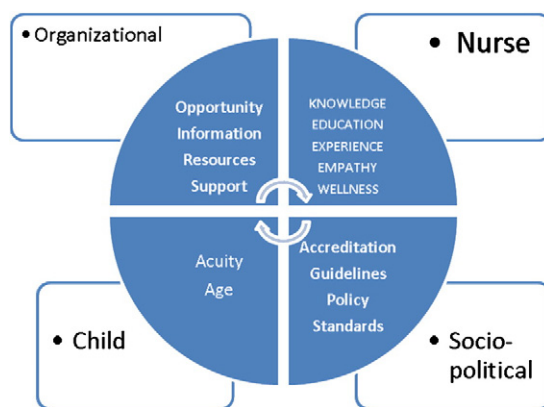 • Organizational
• Nurse
Opportunity
Information
Resources
Support
KNOWLEDGE
EDUCATION
EXPERIENCE
EMPATHY
WELLNESS
Acuity
Age
Accreditation
Guidelines
Policy
Standards
• Child
• Socio-
political